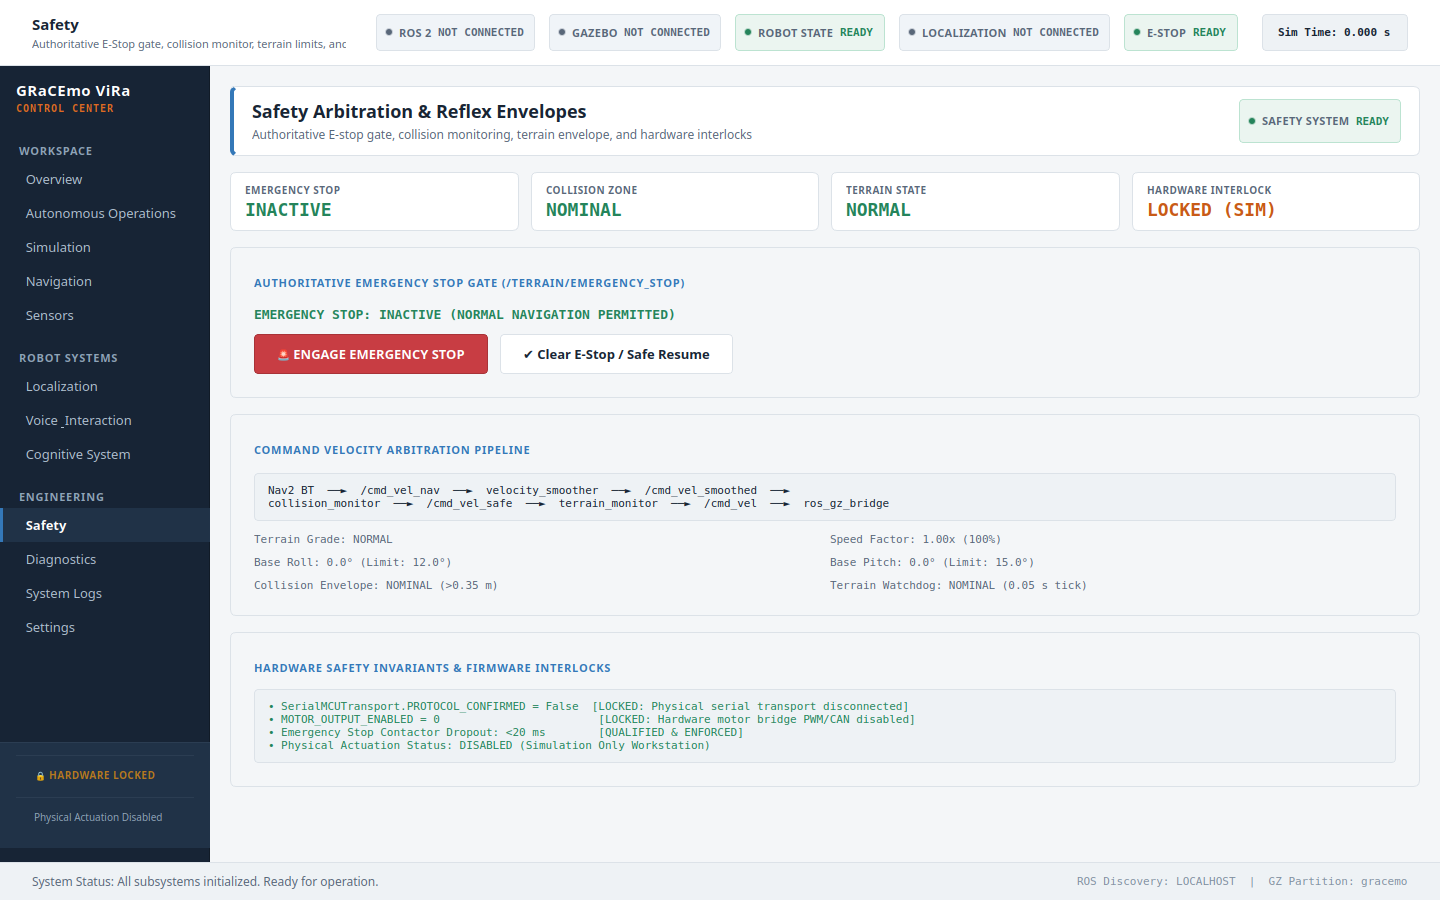 Safety
Authoritative E-Stop gate, collision monitor, terrain limits, and
ROS 2 NOT CONNECTED
GAZEBO NOT CONNECTED
ROBOT STATE READY
LOCALIZATION NOT CONNECTED
E-STOP READY
Sim Time: 0.000 s
GRaCEmo ViRa
CONTROL CENTER
WORKSPACE
Overview
Autonomous Operations
Simulation
Navigation
Sensors
ROBOT SYSTEMS
Localization
Voice _Interaction
Cognitive System
ENGINEERING
Safety
Diagnostics
System Logs
Settings
🔒 HARDWARE LOCKED
Physical Actuation Disabled
Safety Arbitration & Reflex Envelopes
Authoritative E-stop gate, collision monitoring, terrain envelope, and hardware interlocks
SAFETY SYSTEM READY
EMERGENCY STOP
INACTIVE
COLLISION ZONE
NOMINAL
TERRAIN STATE
NORMAL
HARDWARE INTERLOCK
LOCKED (SIM)
AUTHORITATIVE EMERGENCY STOP GATE (/TERRAIN/EMERGENCY_STOP)
EMERGENCY STOP: INACTIVE (NORMAL NAVIGATION PERMITTED)
🚨 ENGAGE EMERGENCY STOP
✔ Clear E-Stop / Safe Resume
COMMAND VELOCITY ARBITRATION PIPELINE
Nav2 BT ──► /cmd_vel_nav ──► velocity_smoother ──► /cmd_vel_smoothed ──►
collision_monitor ──► /cmd_vel_safe ──► terrain_monitor ──► /cmd_vel ──► ros_gz_bridge
Terrain Grade: NORMAL
Speed Factor: 1.00x (100%)
Base Roll: 0.0° (Limit: 12.0°)
Base Pitch: 0.0° (Limit: 15.0°)
Collision Envelope: NOMINAL (>0.35 m)
Terrain Watchdog: NOMINAL (0.05 s tick)
HARDWARE SAFETY INVARIANTS & FIRMWARE INTERLOCKS
• SerialMCUTransport.PROTOCOL_CONFIRMED = False [LOCKED: Physical serial transport disconnected]
• MOTOR_OUTPUT_ENABLED = 0 [LOCKED: Hardware motor bridge PWM/CAN disabled]
• Emergency Stop Contactor Dropout: <20 ms [QUALIFIED & ENFORCED]
• Physical Actuation Status: DISABLED (Simulation Only Workstation)
System Status: All subsystems initialized. Ready for operation.
ROS Discovery: LOCALHOST | GZ Partition: gracemo